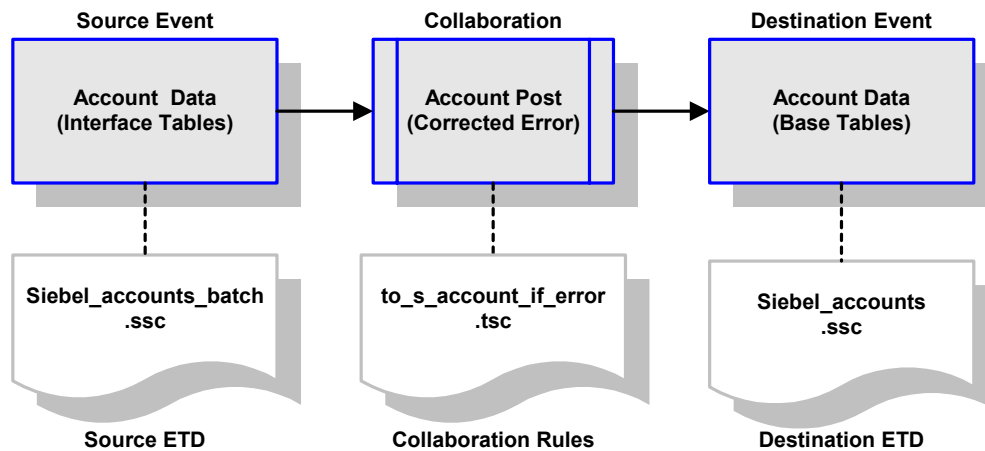 Source Event
Collaboration
Destination Event
Account Data
(Interface Tables)
Account Post
(Corrected Error)
Account Data
(Base Tables)
Siebel_accounts_batch
.ssc
to_s_account_if_error
.tsc
Siebel_accounts
.ssc
Source ETD
Collaboration Rules
Destination ETD